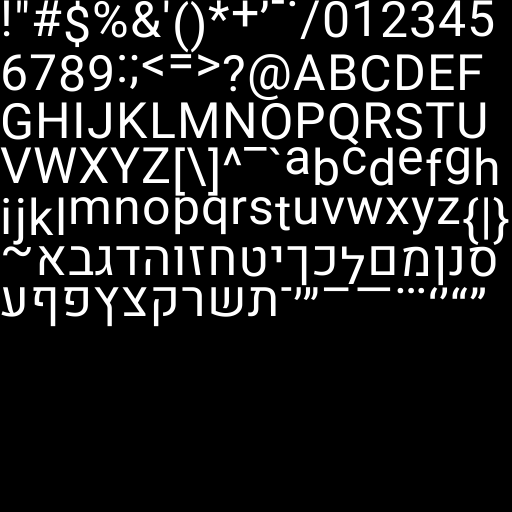 !"#$%&'()*+,-./012345
6789:;<=>?@ABCDEF
GHIJKLMNOPQRSTU
VWXYZ[\]^_`abcdefgh
ijklmnopqrstuvwxyz{|}
~אבגדהוזחטיךכלםמןנס
עףפץצקרשת־׳״–—…‘’“”